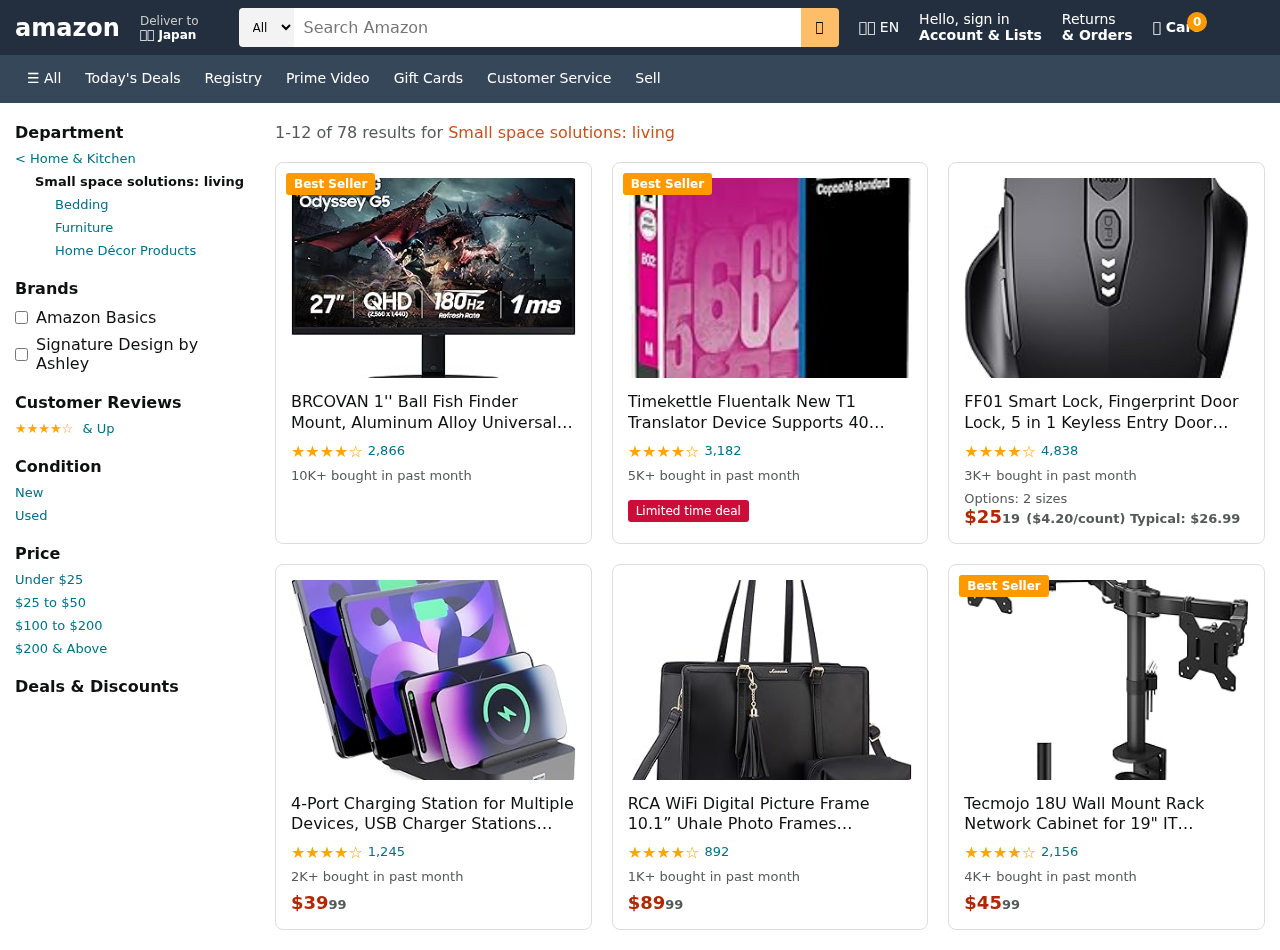 amazon
Deliver to
Japan
All
Search Amazon
EN
Hello, sign in
Account & Lists
Returns
& Orders
0
☰ All
Today's Deals
Registry
Prime Video
Gift Cards
Customer Service
Sell
Department
< Home & Kitchen
Small space solutions: living
Bedding
Furniture
Home Décor Products
Brands
Amazon Basics
Signature Design by
Ashley
Customer Reviews
★★★★☆ & Up
Condition
New
Used
Price
Under $25
$25 to $50
$100 to $200
$200 & Above
Deals & Discounts
1-12 of 78 results for Small space solutions: living
Best Seller
Odyssey G5
27” QHD 180Hz 1ms
(2,560 x 1,440) Refresh Rate
BRCOVAN 1'' Ball Fish Finder
Mount, Aluminum Alloy Universal…
★★★★☆ 2,866
10K+ bought in past month
Best Seller
Capacité standard
802
Timekettle Fluentalk New T1
Translator Device Supports 40…
★★★★☆ 3,182
5K+ bought in past month
Limited time deal
DPI
FF01 Smart Lock, Fingerprint Door
Lock, 5 in 1 Keyless Entry Door…
★★★★☆ 4,838
3K+ bought in past month
Options: 2 sizes
$25 19 ($4.20/count) Typical: $26.99
4-Port Charging Station for Multiple
Devices, USB Charger Stations…
★★★★☆ 1,245
2K+ bought in past month
$39 99
RCA WiFi Digital Picture Frame
10.1” Uhale Photo Frames…
★★★★☆ 892
1K+ bought in past month
$89 99
Best Seller
Tecmojo 18U Wall Mount Rack
Network Cabinet for 19" IT…
★★★★☆ 2,156
4K+ bought in past month
$45 99